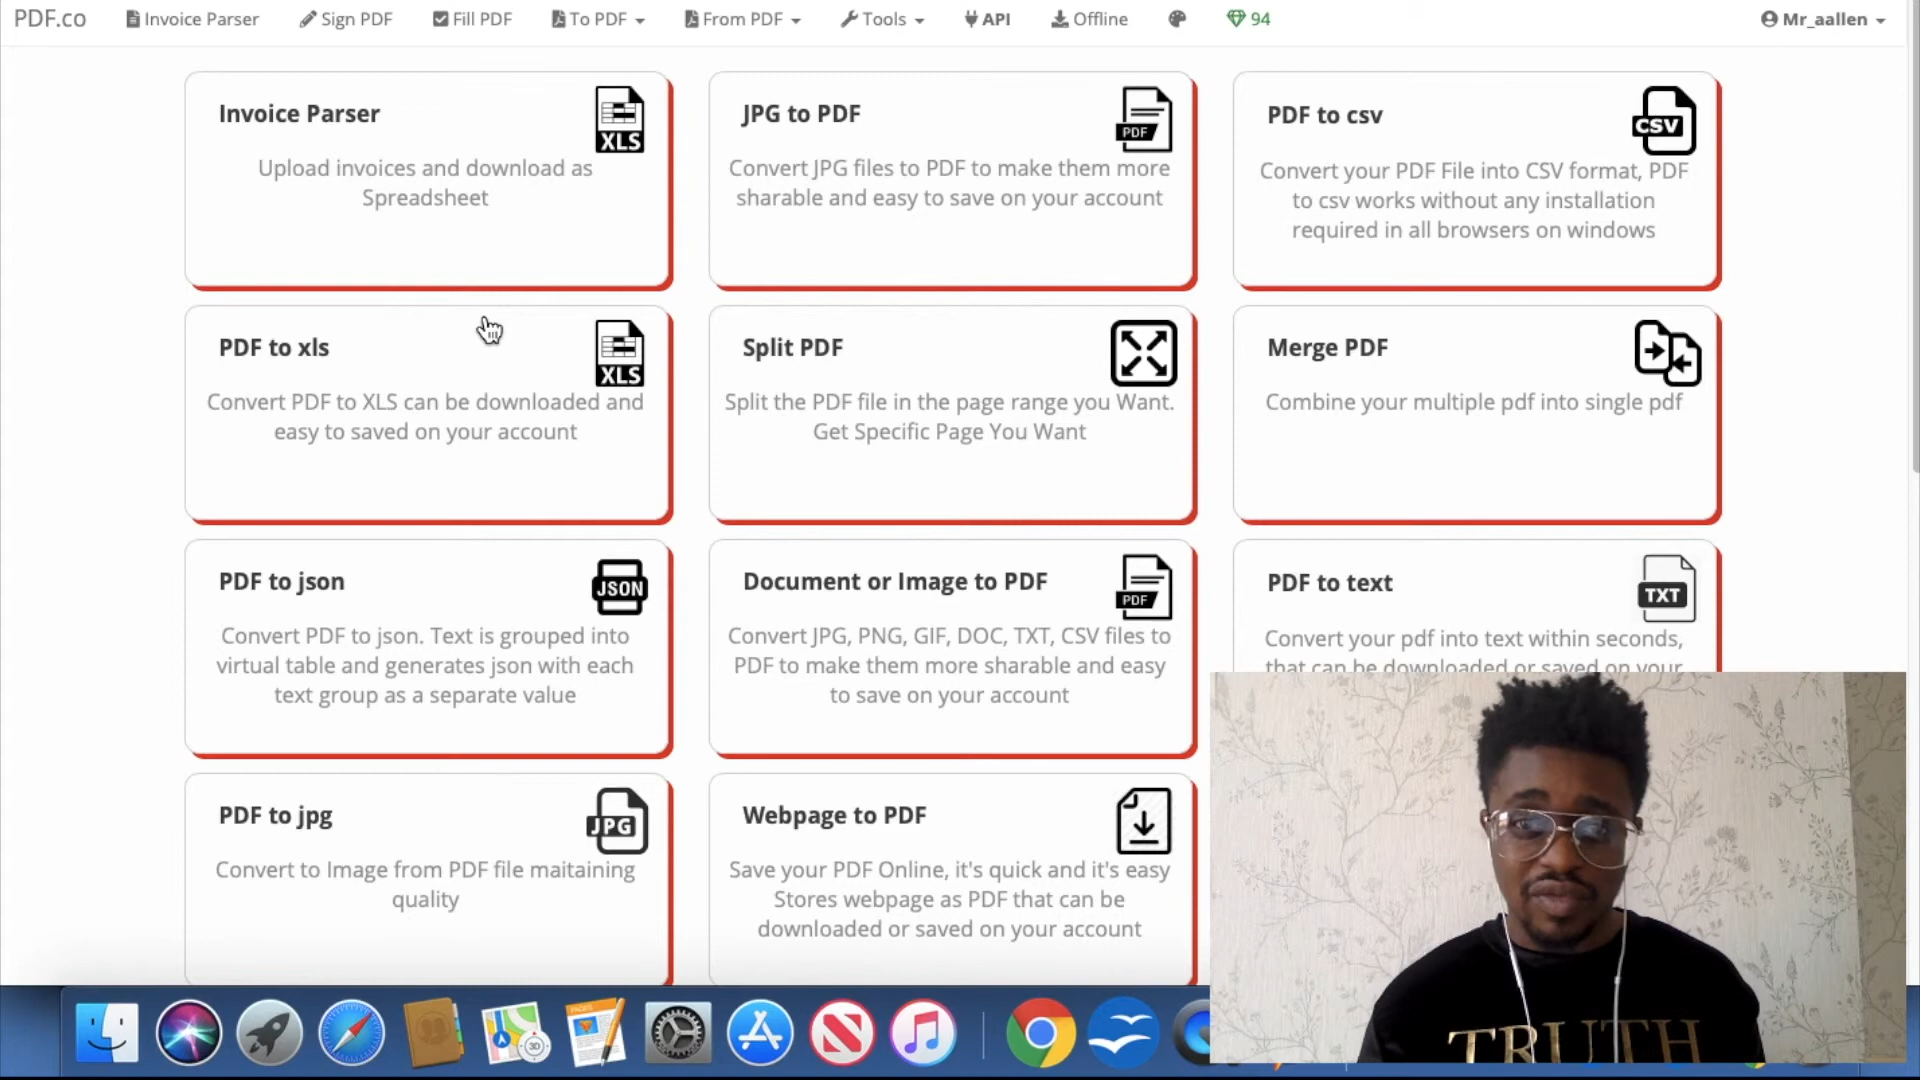 PDF.co Invoice Parser Sign PDF Fill PDF To PDF From PDF Tools API Offline 94 Mr_aallen
Invoice Parser
XLS
Upload invoices and download as
Spreadsheet
JPG to PDF
PDF
Convert JPG files to PDF to make them more
sharable and easy to save on your account
PDF to csv
CSV
Convert your PDF File into CSV format, PDF
to csv works without any installation
required in all browsers on windows
PDF to xls
XLS
Convert PDF to XLS can be downloaded and
easy to saved on your account
Split PDF
Split the PDF file in the page range you Want.
Get Specific Page You Want
Merge PDF
Combine your multiple pdf into single pdf
PDF to json
JSON
Convert PDF to json. Text is grouped into
virtual table and generates json with each
text group as a separate value
Document or Image to PDF
PDF
Convert JPG, PNG, GIF, DOC, TXT, CSV files to
PDF to make them more sharable and easy
to save on your account
PDF to text
TXT
Convert your pdf into text within seconds,
that can be downloaded or saved on your
PDF to jpg
JPG
Convert to Image from PDF file maitaining
quality
Webpage to PDF
Save your PDF Online, it's quick and it's easy
Stores webpage as PDF that can be
downloaded or saved on your account
3D
PAGES
TRUTH